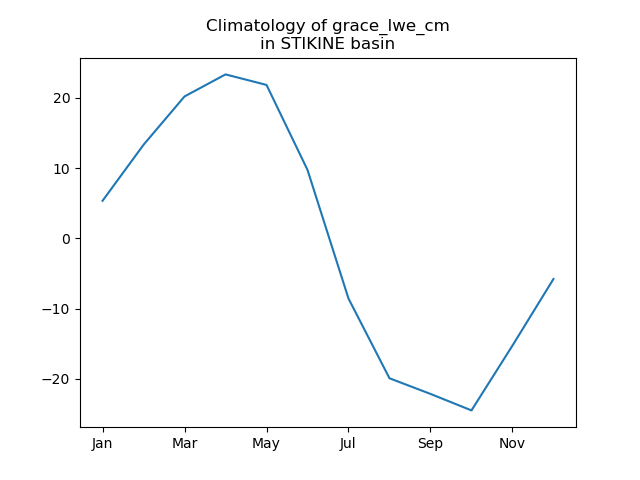 Climatology of grace_lwe_cm
in STIKINE basin
20
10
0
−10
−20
Jan
Mar
May
Jul
Sep
Nov